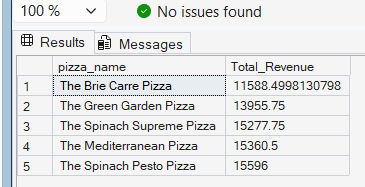 100 % No issues found
Results Messages
pizza_name Total_Revenue
1 The Brie Carre Pizza 11588.4998130798
2 The Green Garden Pizza 13955.75
3 The Spinach Supreme Pizza 15277.75
4 The Mediterranean Pizza 15360.5
5 The Spinach Pesto Pizza 15596